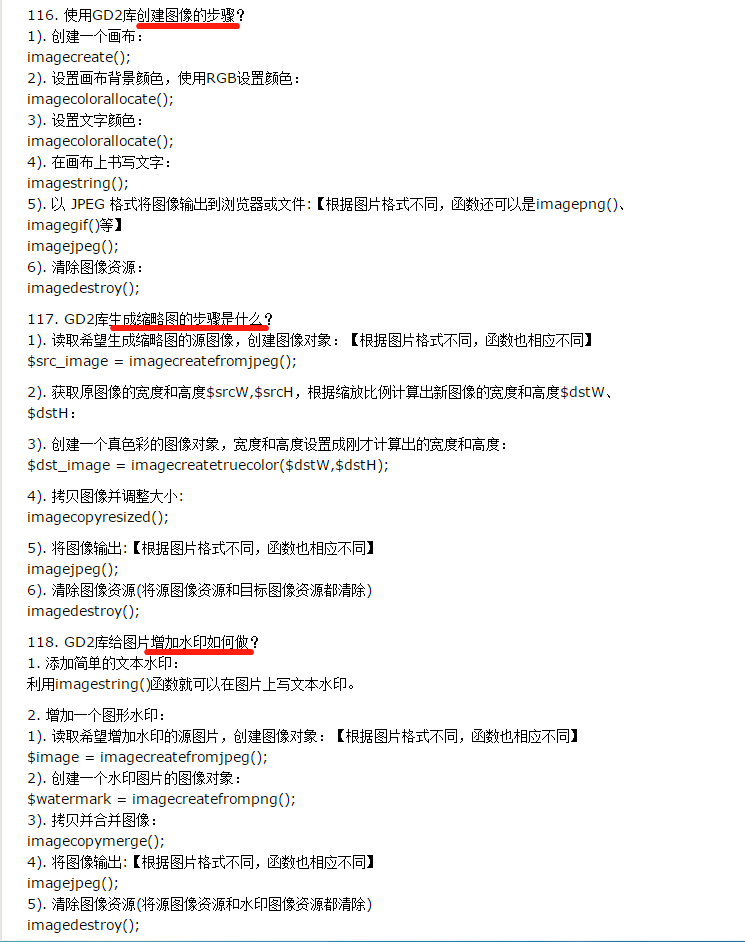 116. 使用GD2库创建图像的步骤?
1). 创建一个画布：
imagecreate();
2). 设置画布背景颜色，使用RGB设置颜色：
imagecolorallocate();
3). 设置文字颜色：
imagecolorallocate();
4). 在画布上书写文字：
imagestring();
5). 以 JPEG 格式将图像输出到浏览器或文件:【根据图片格式不同，函数还可以是imagepng()、
imagegif()等】
imagejpeg();
6). 清除图像资源：
imagedestroy();
117. GD2库生成缩略图的步骤是什么?
1). 读取希望生成缩略图的源图像，创建图像对象：【根据图片格式不同，函数也相应不同】
$src_image = imagecreatefromjpeg();
2). 获取原图像的宽度和高度$srcW,$srcH，根据缩放比例计算出新图像的宽度和高度$dstW、
$dstH：
3). 创建一个真色彩的图像对象，宽度和高度设置成刚才计算出的宽度和高度：
$dst_image = imagecreatetruecolor($dstW,$dstH);
4). 拷贝图像并调整大小:
imagecopyresized();
5). 将图像输出:【根据图片格式不同，函数也相应不同】
imagejpeg();
6). 清除图像资源(将源图像资源和目标图像资源都清除)
imagedestroy();
118. GD2库给图片增加水印如何做?
1. 添加简单的文本水印：
利用imagestring()函数就可以在图片上写文本水印。
2. 增加一个图形水印：
1). 读取希望增加水印的源图片，创建图像对象：【根据图片格式不同，函数也相应不同】
$image = imagecreatefromjpeg();
2). 创建一个水印图片的图像对象：
$watermark = imagecreatefrompng();
3). 拷贝并合并图像：
imagecopymerge();
4). 将图像输出:【根据图片格式不同，函数也相应不同】
imagejpeg();
5). 清除图像资源(将源图像资源和水印图像资源都清除)
imagedestroy();